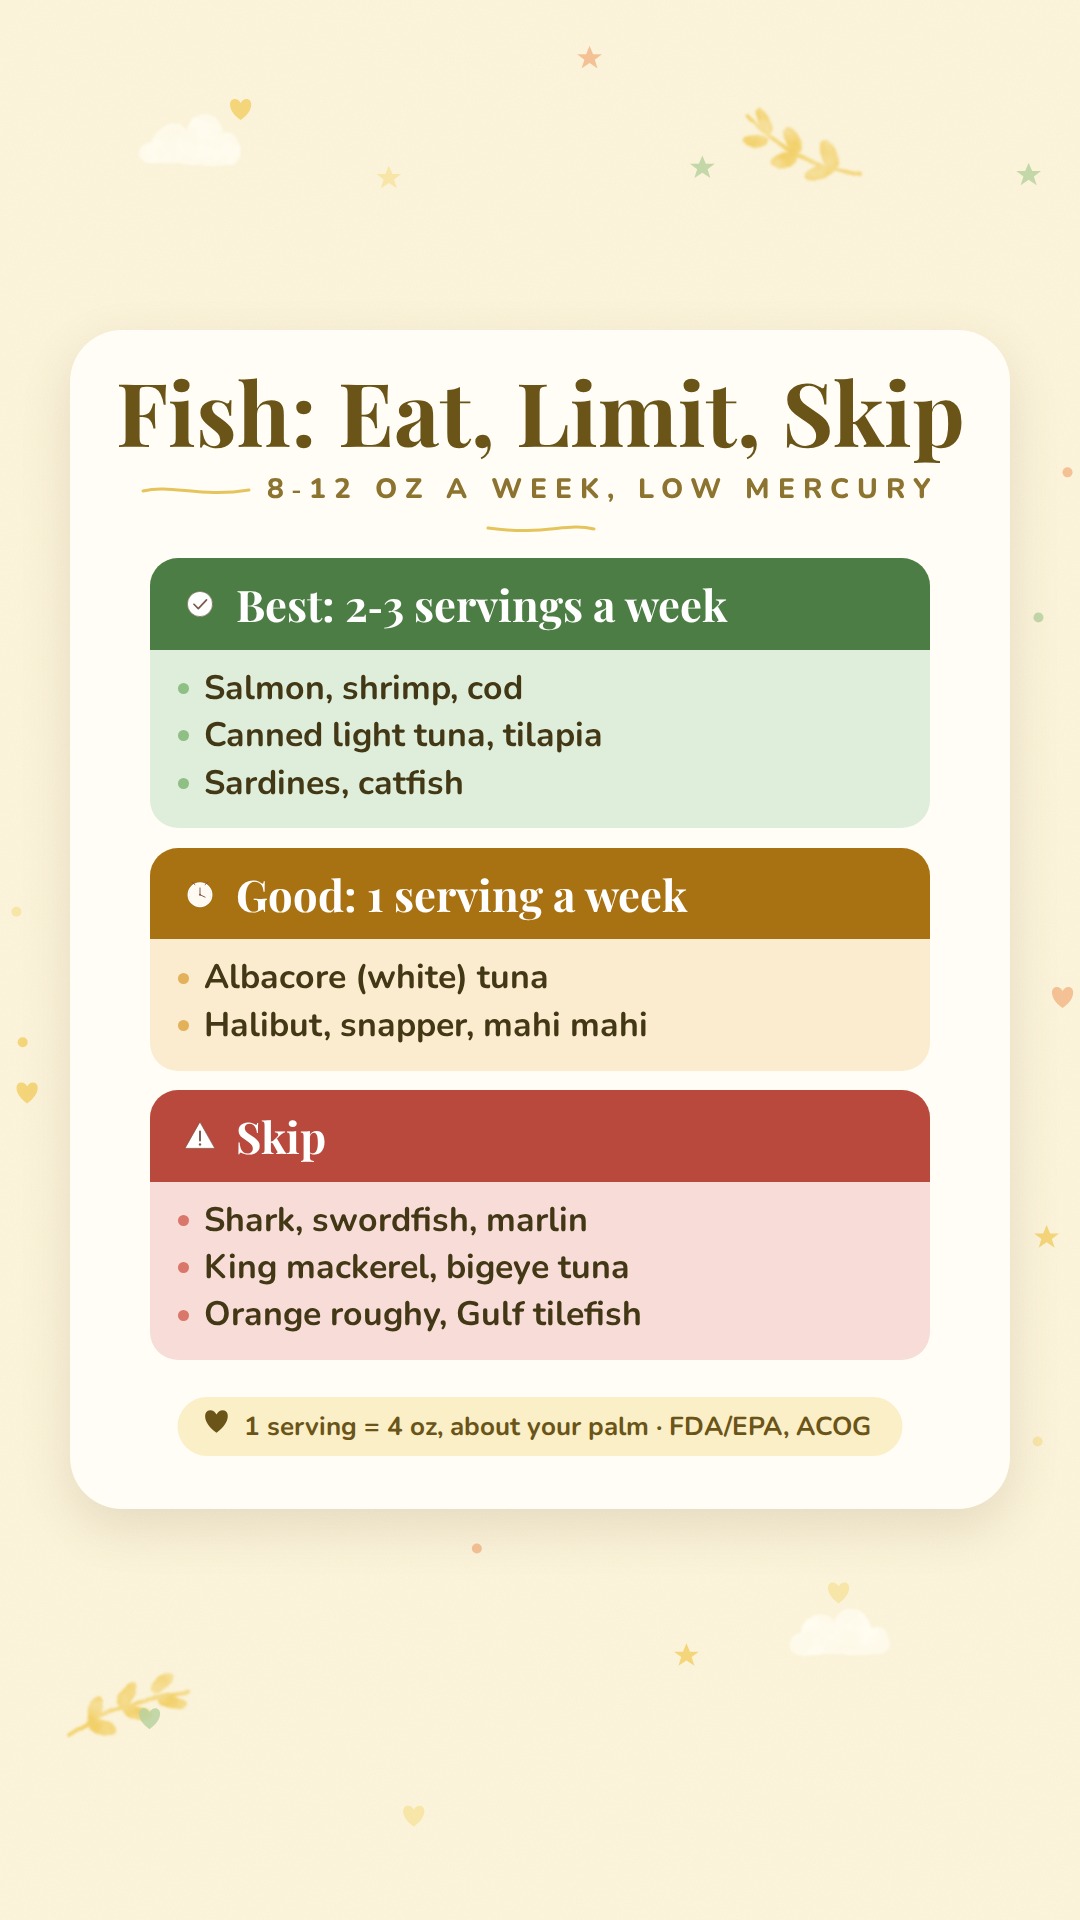 Fish: Eat, Limit, Skip
8-12 OZ A WEEK, LOW MERCURY
Best: 2-3 servings a week
Salmon, shrimp, cod
Canned light tuna, tilapia
Sardines, catfish
Good: 1 serving a week
Albacore (white) tuna
Halibut, snapper, mahi mahi
Skip
Shark, swordfish, marlin
King mackerel, bigeye tuna
Orange roughy, Gulf tilefish
1 serving = 4 oz, about your palm · FDA/EPA, ACOG